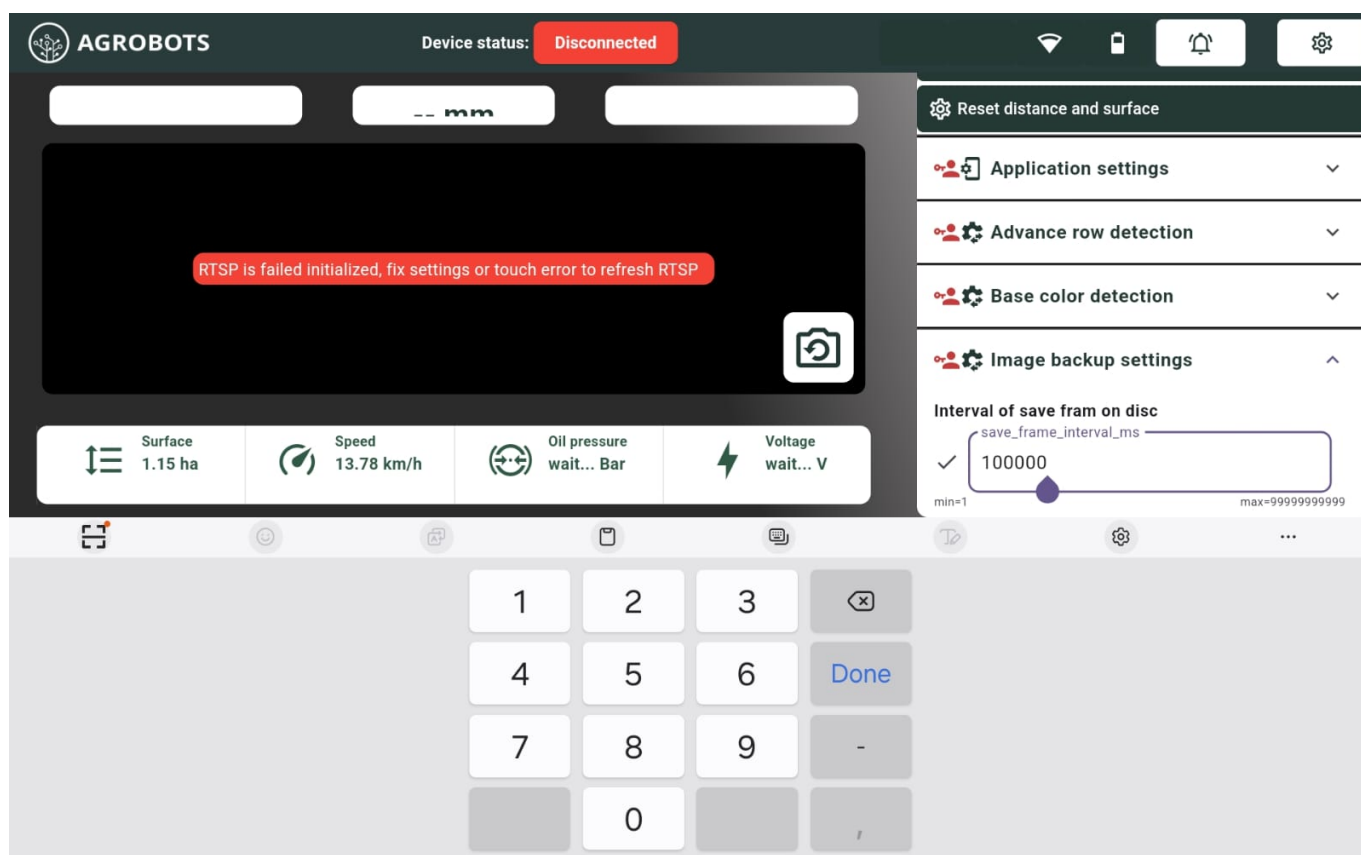 AGROBOTS
Device status: Disconnected
-- mm
RTSP is failed initialized, fix settings or touch error to refresh RTSP
Surface
1.15 ha
Speed
13.78 km/h
Oil pressure
wait... Bar
Voltage
wait... V
Reset distance and surface
Application settings
Advance row detection
Base color detection
Image backup settings
Interval of save fram on disc
save_frame_interval_ms
100000
min=1 max=99999999999
1 2 3
4 5 6 Done
7 8 9 -
0 ,